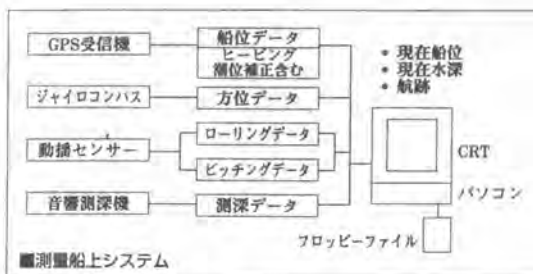 GPS受信機
船位データ
ヒービング
潮位補正含む
ジャイロコンパス
方位データ
動揺センサー
ローリングデータ
ピッチングデータ
音響測深機
測深データ
● 現在船位
● 現在水深
● 航跡
CRT
パソコン
フロッピーファイル
■測量船上システム